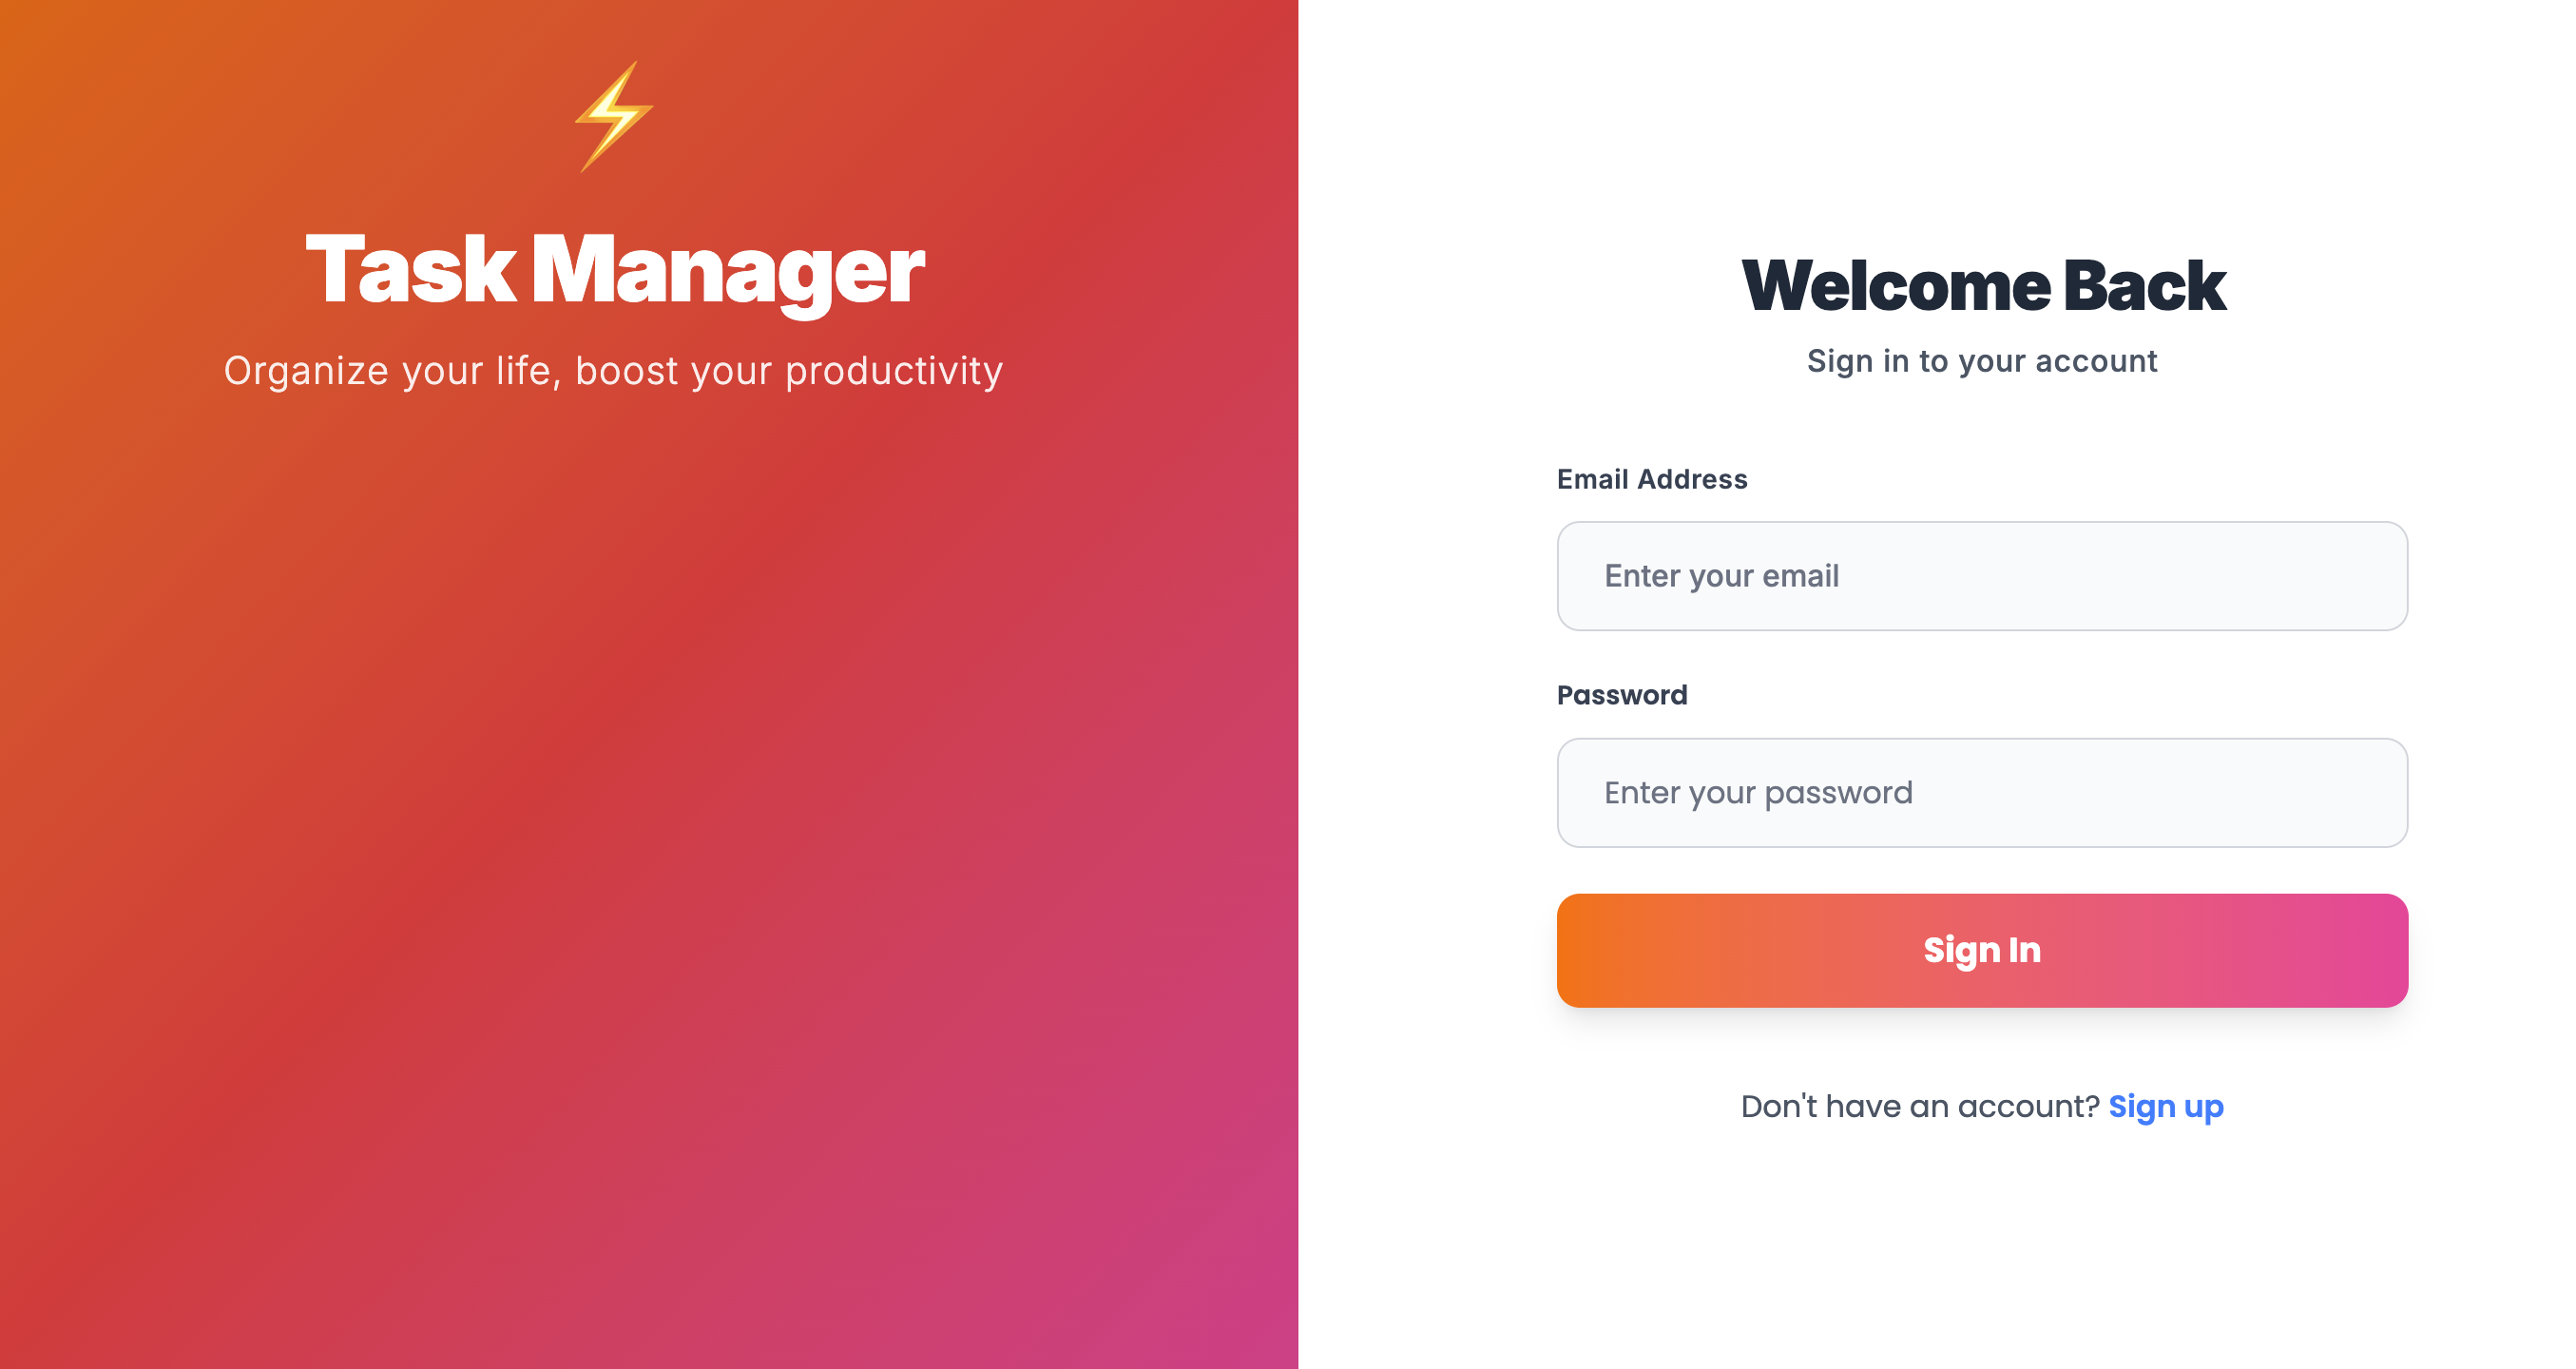 Task Manager
Organize your life, boost your productivity
Welcome Back
Sign in to your account
Email Address
Enter your email
Password
Enter your password
Sign In
Don't have an account? Sign up